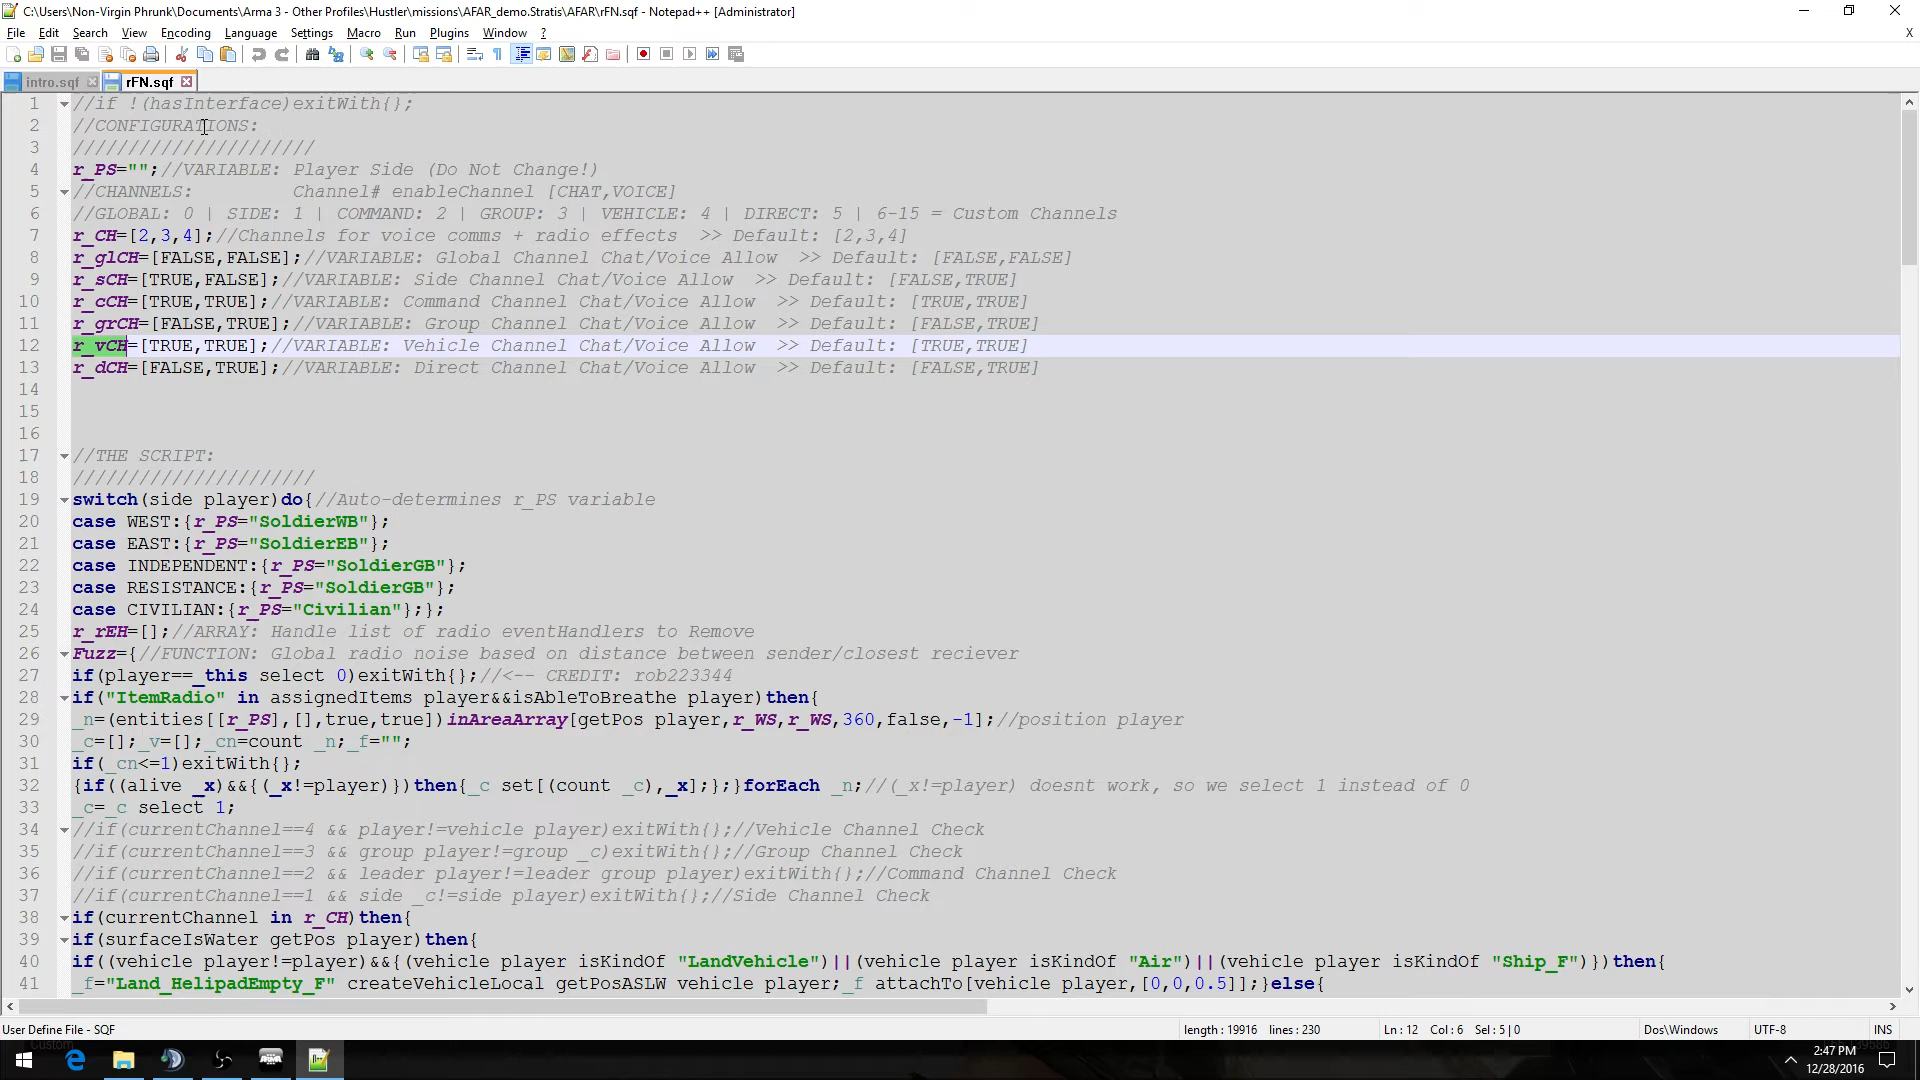 C:\Users\Non-Virgin Phrunk\Documents\Arma 3 - Other Profiles\Hustler\missions\AFAR_demo.Stratis\AFAR\rFN.sqf - Notepad++ [Administrator]
File Edit Search View Encoding Language Settings Macro Run Plugins Window ? X
intro.sqf rFN.sqf
1 //if !(hasInterface)exitWith{};
2 //CONFIGURATIONS:
3 //////////////////////
4 r_PS="";//VARIABLE: Player Side (Do Not Change!)
5 //CHANNELS: Channel# enableChannel [CHAT,VOICE]
6 //GLOBAL: 0 | SIDE: 1 | COMMAND: 2 | GROUP: 3 | VEHICLE: 4 | DIRECT: 5 | 6-15 = Custom Channels
7 r_CH=[2,3,4];//Channels for voice comms + radio effects >> Default: [2,3,4]
8 r_glCH=[FALSE,FALSE];//VARIABLE: Global Channel Chat/Voice Allow >> Default: [FALSE,FALSE]
9 r_sCH=[TRUE,FALSE];//VARIABLE: Side Channel Chat/Voice Allow >> Default: [FALSE,TRUE]
10 r_cCH=[TRUE,TRUE];//VARIABLE: Command Channel Chat/Voice Allow >> Default: [TRUE,TRUE]
11 r_grCH=[FALSE,TRUE];//VARIABLE: Group Channel Chat/Voice Allow >> Default: [FALSE,TRUE]
12 r_vCH=[TRUE,TRUE];//VARIABLE: Vehicle Channel Chat/Voice Allow >> Default: [TRUE,TRUE]
13 r_dCH=[FALSE,TRUE];//VARIABLE: Direct Channel Chat/Voice Allow >> Default: [FALSE,TRUE]
14
15
16
17 //THE SCRIPT:
18 //////////////////////
19 switch(side player)do{//Auto-determines r_PS variable
20 case WEST:{r_PS="SoldierWB"};
21 case EAST:{r_PS="SoldierEB"};
22 case INDEPENDENT:{r_PS="SoldierGB"};
23 case RESISTANCE:{r_PS="SoldierGB"};
24 case CIVILIAN:{r_PS="Civilian"};};
25 r_rEH=[];//ARRAY: Handle list of radio eventHandlers to Remove
26 Fuzz={//FUNCTION: Global radio noise based on distance between sender/closest reciever
27 if(player==_this select 0)exitWith{};//<-- CREDIT: rob223344
28 if("ItemRadio" in assignedItems player&&isAbleToBreathe player)then{
29 _n=(entities[[r_PS],[],true,true])inAreaArray[getPos player,r_WS,r_WS,360,false,-1];//position player
30 _c=[];_v=[];_cn=count _n;_f="";
31 if(_cn<=1)exitWith{};
32 {if((alive _x)&&{(_x!=player)})then{_c set[(count _c),_x];};}forEach _n;//(_x!=player) doesnt work, so we select 1 instead of 0
33 _c=_c select 1;
34 //if(currentChannel==4 && player!=vehicle player)exitWith{};//Vehicle Channel Check
35 //if(currentChannel==3 && group player!=group _c)exitWith{};//Group Channel Check
36 //if(currentChannel==2 && leader player!=leader group player)exitWith{};//Command Channel Check
37 //if(currentChannel==1 && side _c!=side player)exitWith{};//Side Channel Check
38 if(currentChannel in r_CH)then{
39 if(surfaceIsWater getPos player)then{
40 if((vehicle player!=player)&&{(vehicle player isKindOf "LandVehicle")||(vehicle player isKindOf "Air")||(vehicle player isKindOf "Ship_F")})then{
41 _f="Land_HelipadEmpty_F" createVehicleLocal getPosASLW vehicle player;_f attachTo[vehicle player,[0,0,0.5]];}else{
User Define File - SQF length : 19916 lines : 230 Ln : 12 Col : 6 Sel : 5 | 0 Dos\Windows UTF-8 INS
2:47 PM
12/28/2016